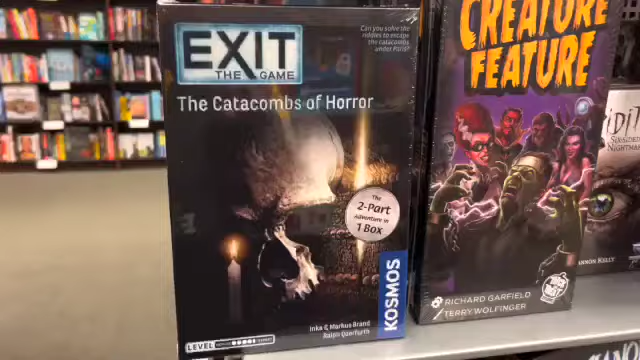 EXIT
THE GAME
Can you solve the
riddles to escape
the catacombs
under Paris?
The Catacombs of Horror
The
2-Part
Adventure in
1 Box
KOSMOS
Inka & Markus Brand
Ralph Querfurth
LEVEL
CREATURE
FEATURE
RICHARD GARFIELD
TERRY WOLFINGER